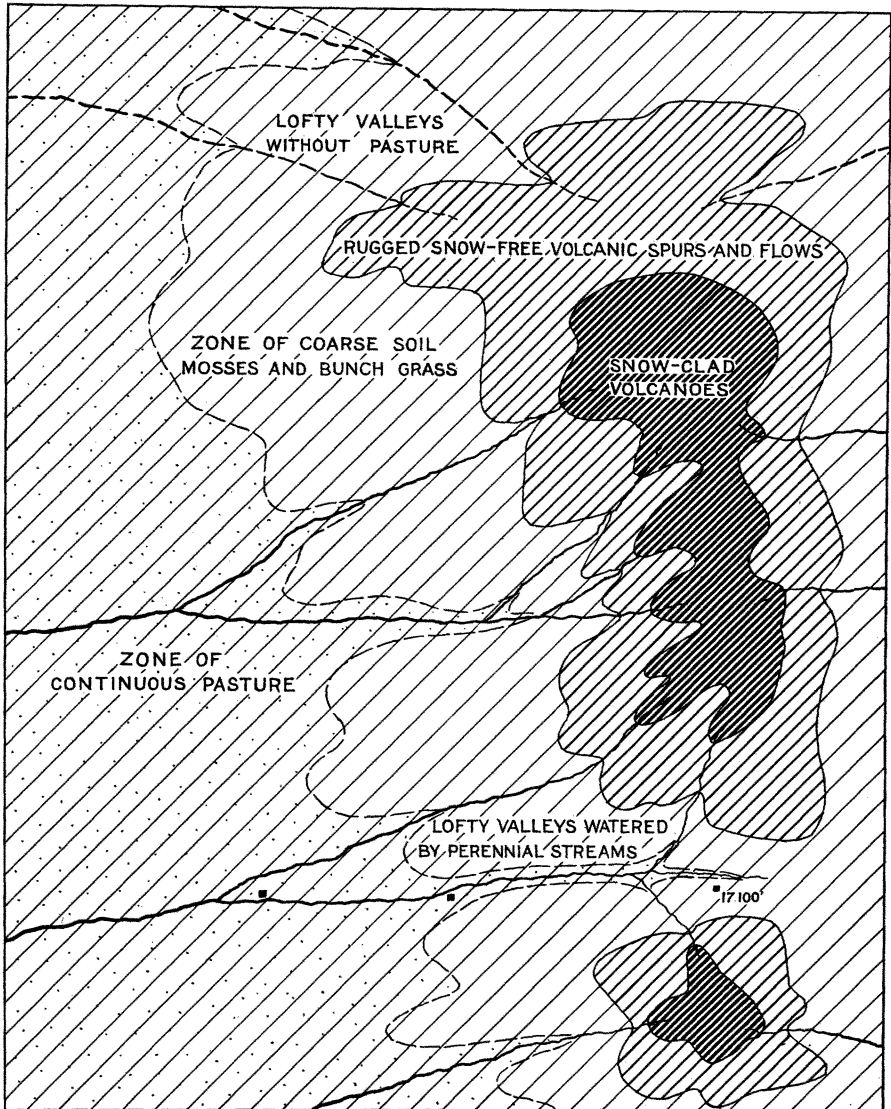 LOFTY VALLEYS
WITHOUT PASTURE
RUGGED SNOW-FREE VOLCANIC SPURS AND FLOWS
ZONE OF COARSE SOIL
MOSSES AND BUNCH GRASS
SNOW-CLAD
VOLCANOES
ZONE OF
CONTINUOUS PASTURE
LOFTY VALLEYS WATERED
BY PERENNIAL STREAMS
17100'